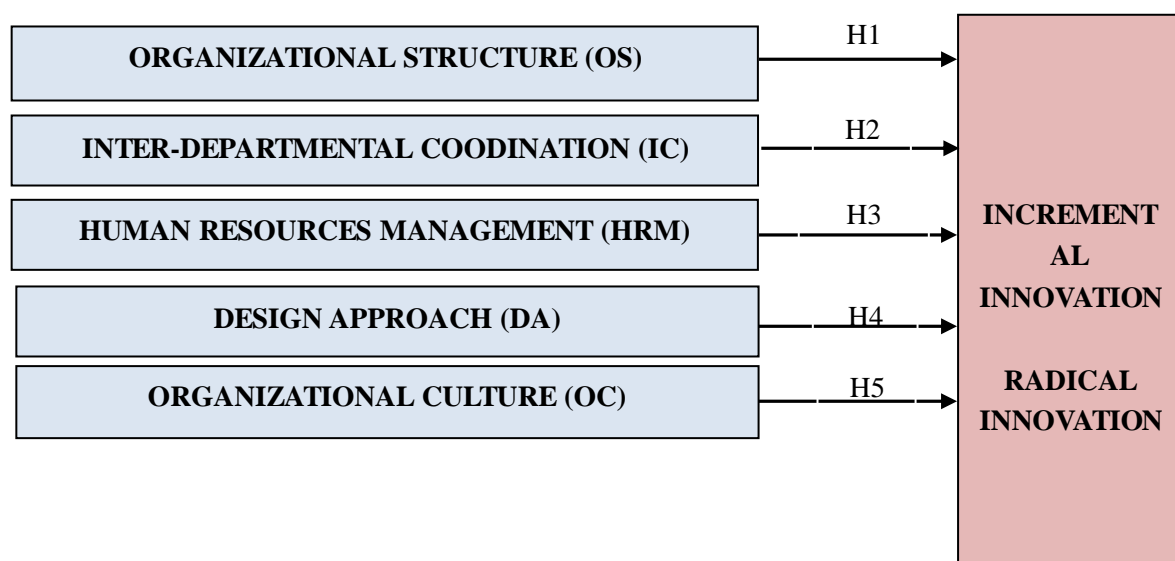 ORGANIZATIONAL STRUCTURE (OS)
H1
INTER-DEPARTMENTAL COODINATION (IC)
H2
HUMAN RESOURCES MANAGEMENT (HRM)
H3
DESIGN APPROACH (DA)
H4
ORGANIZATIONAL CULTURE (OC)
H5
INCREMENT
AL
INNOVATION
RADICAL
INNOVATION